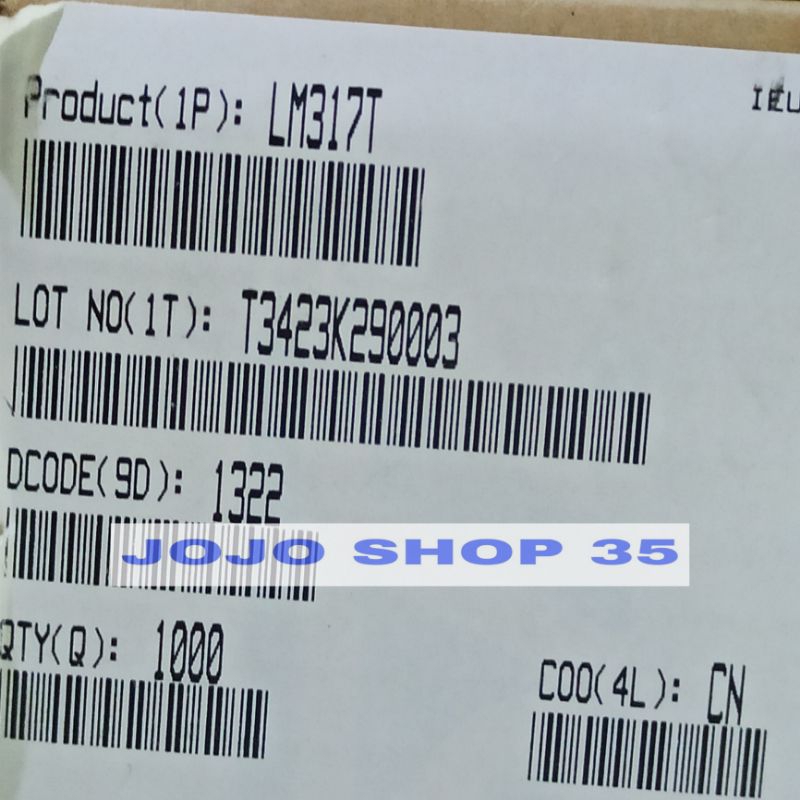 Product(1P): LM317T
LOT NO(1T): T3423K290003
DCODE(9D): 1322
JOJO SHOP 35
QTY(Q): 1000
COO(4L): CN